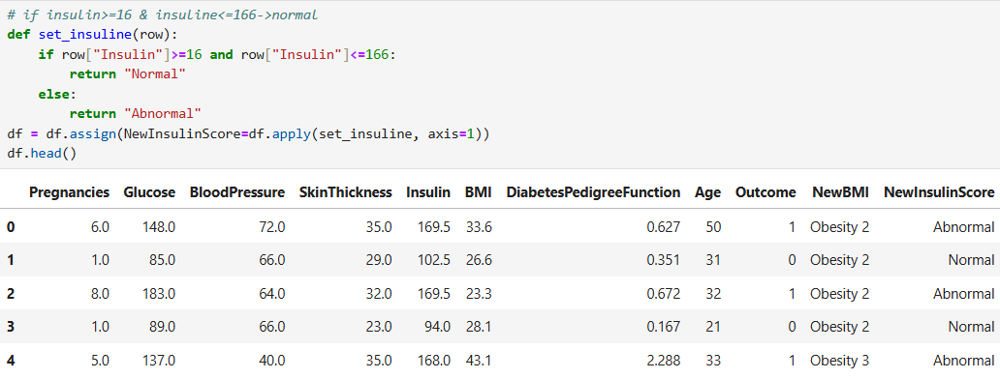 # if insulin>=16 & insuline<=166->normal
def set_insuline(row):
    if row["Insulin"]>=16 and row["Insulin"]<=166:
        return "Normal"
    else:
        return "Abnormal"
df = df.assign(NewInsulinScore=df.apply(set_insuline, axis=1))
df.head()
Pregnancies Glucose BloodPressure SkinThickness Insulin BMI DiabetesPedigreeFunction Age Outcome NewBMI NewInsulinScore
0 6.0 148.0 72.0 35.0 169.5 33.6 0.627 50 1 Obesity 2 Abnormal
1 1.0 85.0 66.0 29.0 102.5 26.6 0.351 31 0 Obesity 2 Normal
2 8.0 183.0 64.0 32.0 169.5 23.3 0.672 32 1 Obesity 2 Abnormal
3 1.0 89.0 66.0 23.0 94.0 28.1 0.167 21 0 Obesity 2 Normal
4 5.0 137.0 40.0 35.0 168.0 43.1 2.288 33 1 Obesity 3 Abnormal